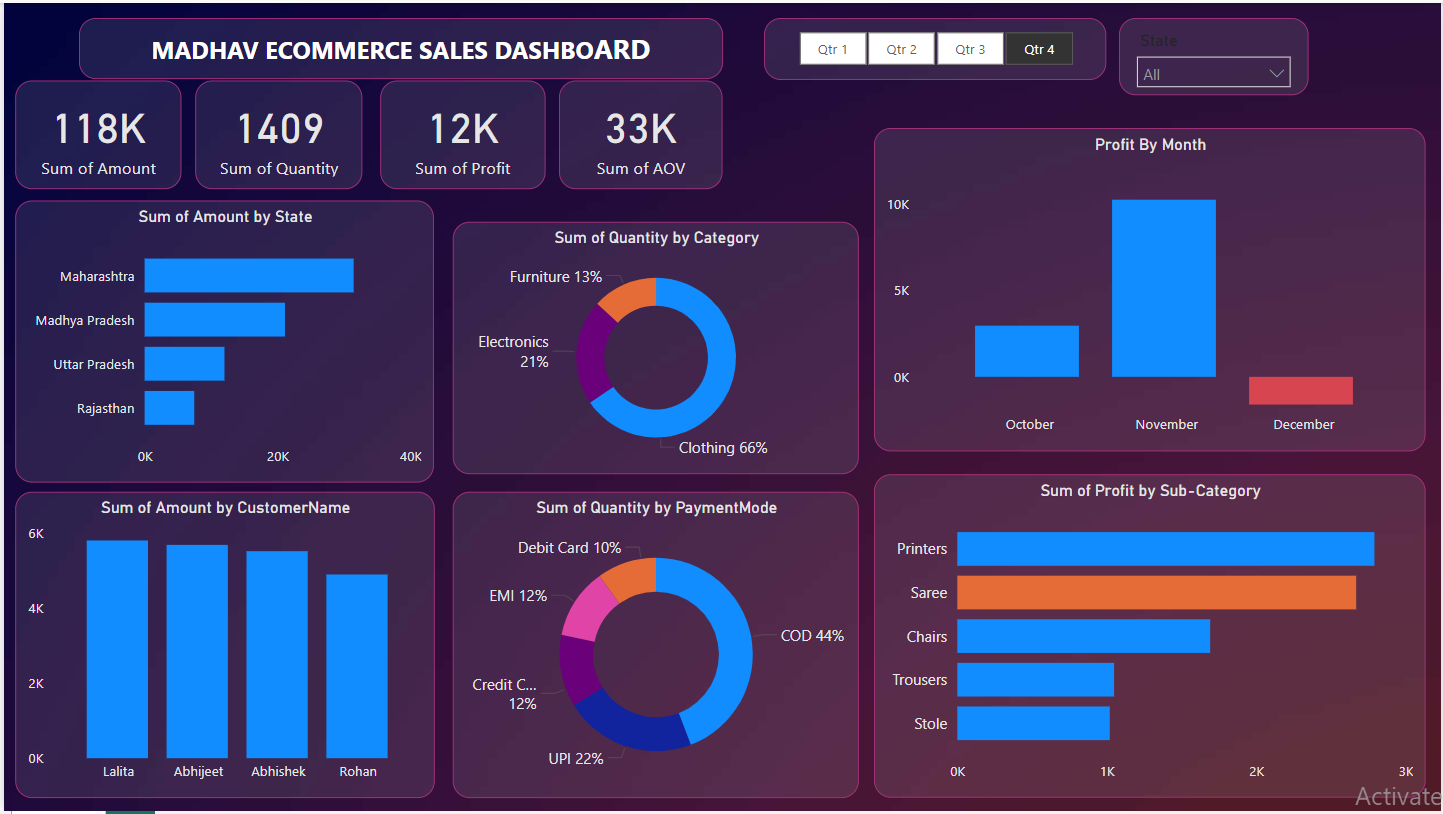 MADHAV ECOMMERCE SALES DASHBOARD
Qtr 1
Qtr 2
Qtr 3
Qtr 4
State
All
118K
Sum of Amount
1409
Sum of Quantity
12K
Sum of Profit
33K
Sum of AOV
Sum of Amount by State
Maharashtra
Madhya Pradesh
Uttar Pradesh
Rajasthan
0K
20K
40K
Sum of Quantity by Category
Furniture 13%
Electronics
21%
Clothing 66%
Profit By Month
10K
5K
0K
October
November
December
Sum of Amount by CustomerName
6K
4K
2K
0K
Lalita
Abhijeet
Abhishek
Rohan
Sum of Quantity by PaymentMode
Debit Card 10%
EMI 12%
COD 44%
Credit C...
12%
UPI 22%
Sum of Profit by Sub-Category
Printers
Saree
Chairs
Trousers
Stole
0K
1K
2K
3K
Activate